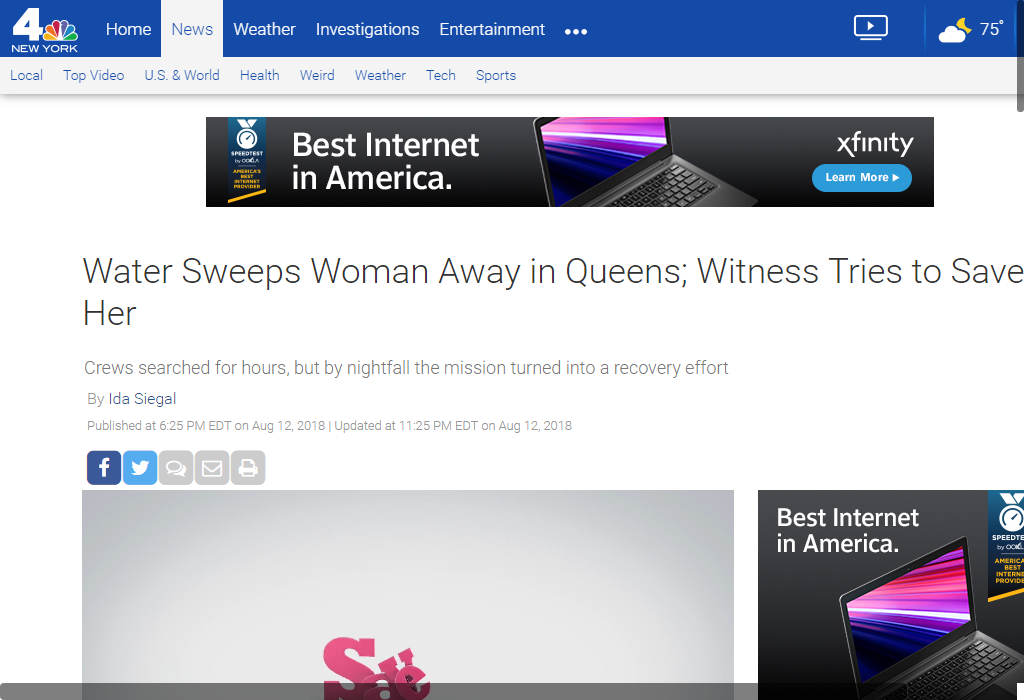 4
NEW YORK
Home
News
Weather
Investigations
Entertainment
75°
Local
Top Video
U.S. & World
Health
Weird
Weather
Tech
Sports
SPEEDTEST
by OOKLA
AMERICA'S
BEST
INTERNET
PROVIDER
Best Internet
in America.
xfinity
Learn More
Water Sweeps Woman Away in Queens; Witness Tries to Save
Her
Crews searched for hours, but by nightfall the mission turned into a recovery effort
By Ida Siegal
Published at 6:25 PM EDT on Aug 12, 2018 | Updated at 11:25 PM EDT on Aug 12, 2018
Best Internet
in America.
SPEEDTE
by OOKL
AMERICA
BEST
INTERNE
PROVIDE